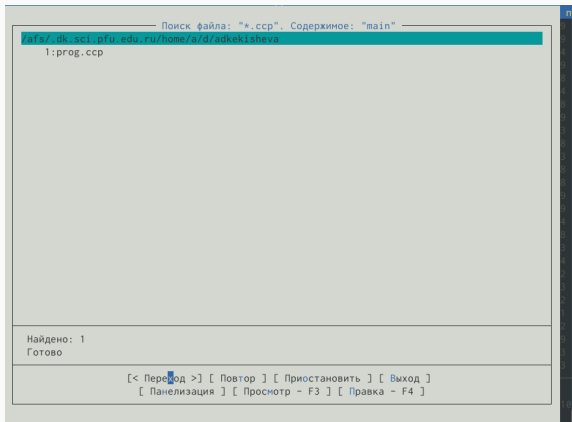 Поиск файла: "*.ccp". Содержимое: "main"
/afs/.dk.sci.pfu.edu.ru/home/a/d/adkekisheva
1:prog.ccp
Найдено: 1
Готово
[< Переход >] [ Повтор ] [ Приостановить ] [ Выход ]
[ Панелизация ] [ Просмотр - F3 ] [ Правка - F4 ]